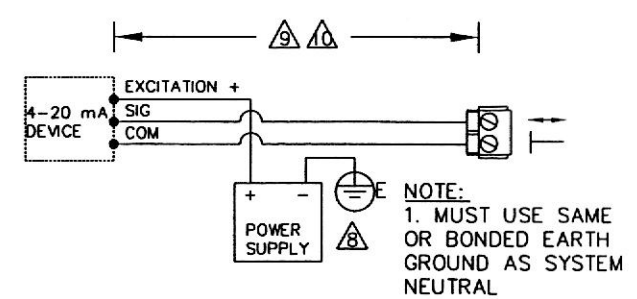 9 10
EXCITATION +
4-20 mA SIG
DEVICE COM
+ - E
POWER
SUPPLY
8
NOTE:
1. MUST USE SAME
OR BONDED EARTH
GROUND AS SYSTEM
NEUTRAL